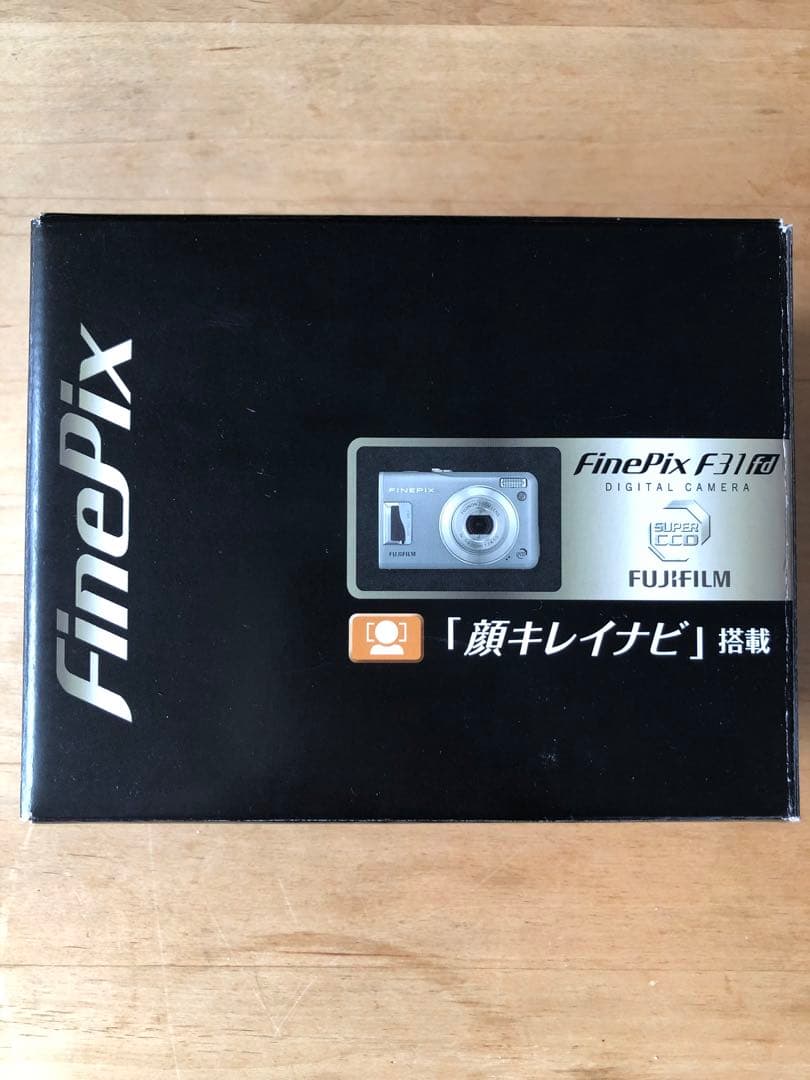 FinePix
FinePix F31fd
DIGITAL CAMERA
SUPER
CCD
FUJIFILM
FINEPIX
FUJIFILM
「顔キレイナビ」搭載